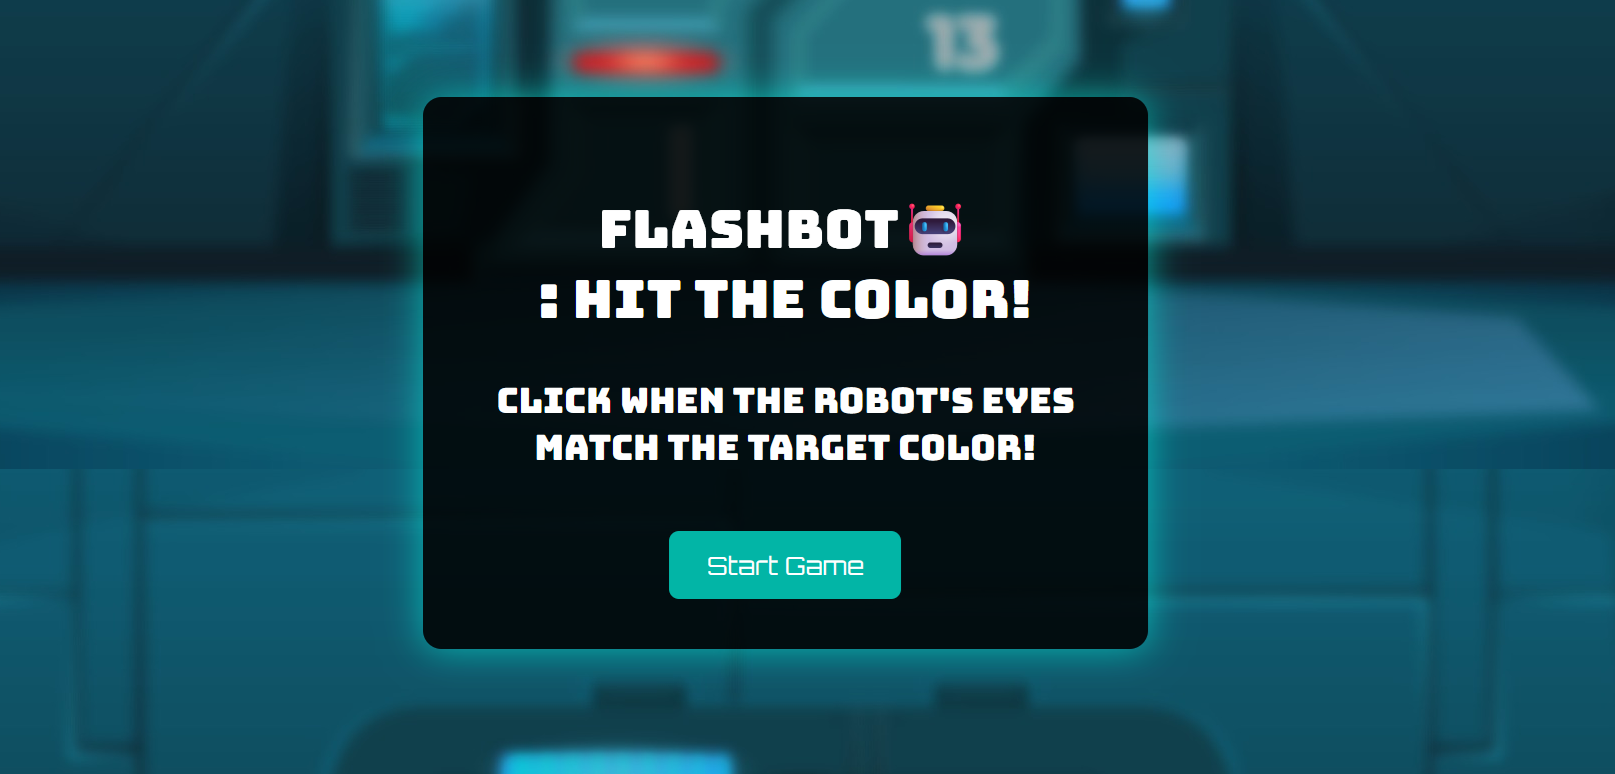 13
FLASHBOT🤖
: HIT THE COLOR!
CLICK WHEN THE ROBOT'S EYES
MATCH THE TARGET COLOR!
Start Game